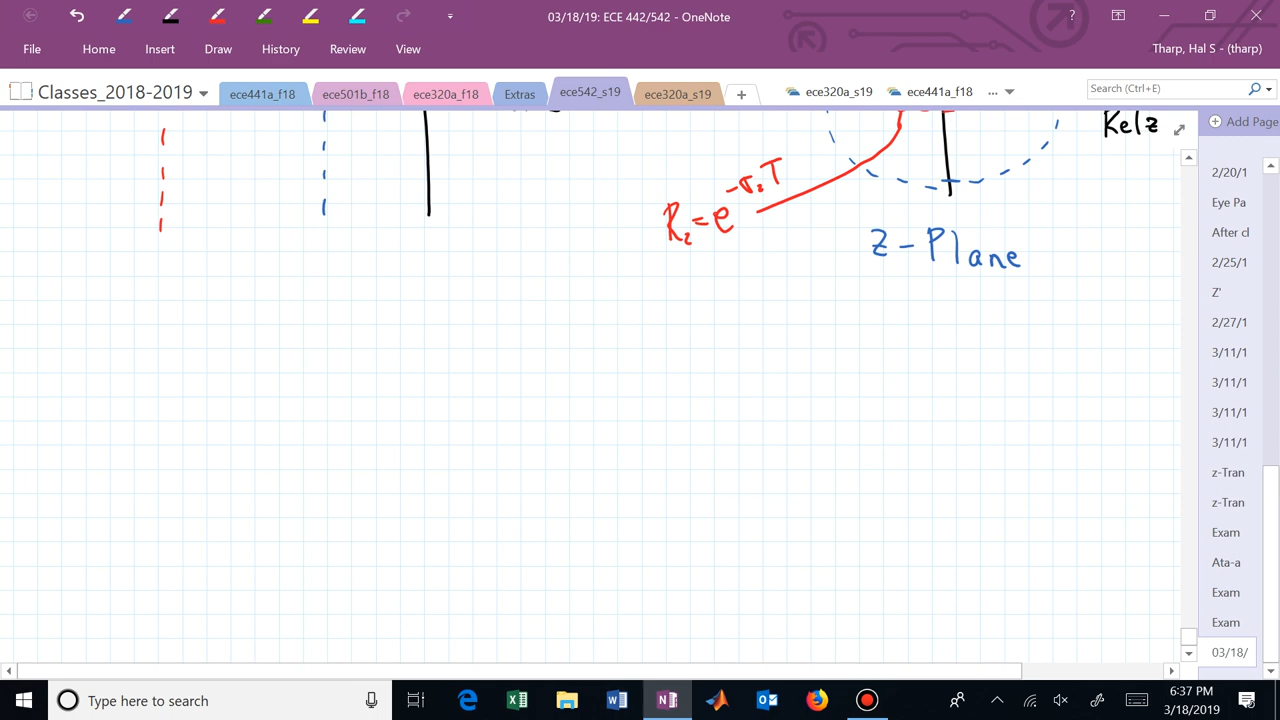 03/18/19: ECE 442/542 - OneNote
?
File
Home
Insert
Draw
History
Review
View
Tharp, Hal S - (tharp)
Classes_2018-2019
ece441a_f18
ece501b_f18
ece320a_f18
Extras
ece542_s19
ece320a_s19
+
ece320a_s19
ece441a_f18
...
Search (Ctrl+E)
Add Page
2/20/1
Eye Pa
After cl
2/25/1
Z'
2/27/1
3/11/1
3/11/1
3/11/1
3/11/1
z-Tran
z-Tran
Exam
Ata-a
Exam
Exam
03/18/
R₂ = e^-σ₂T
z-Plane
Type here to search
6:37 PM
3/18/2019